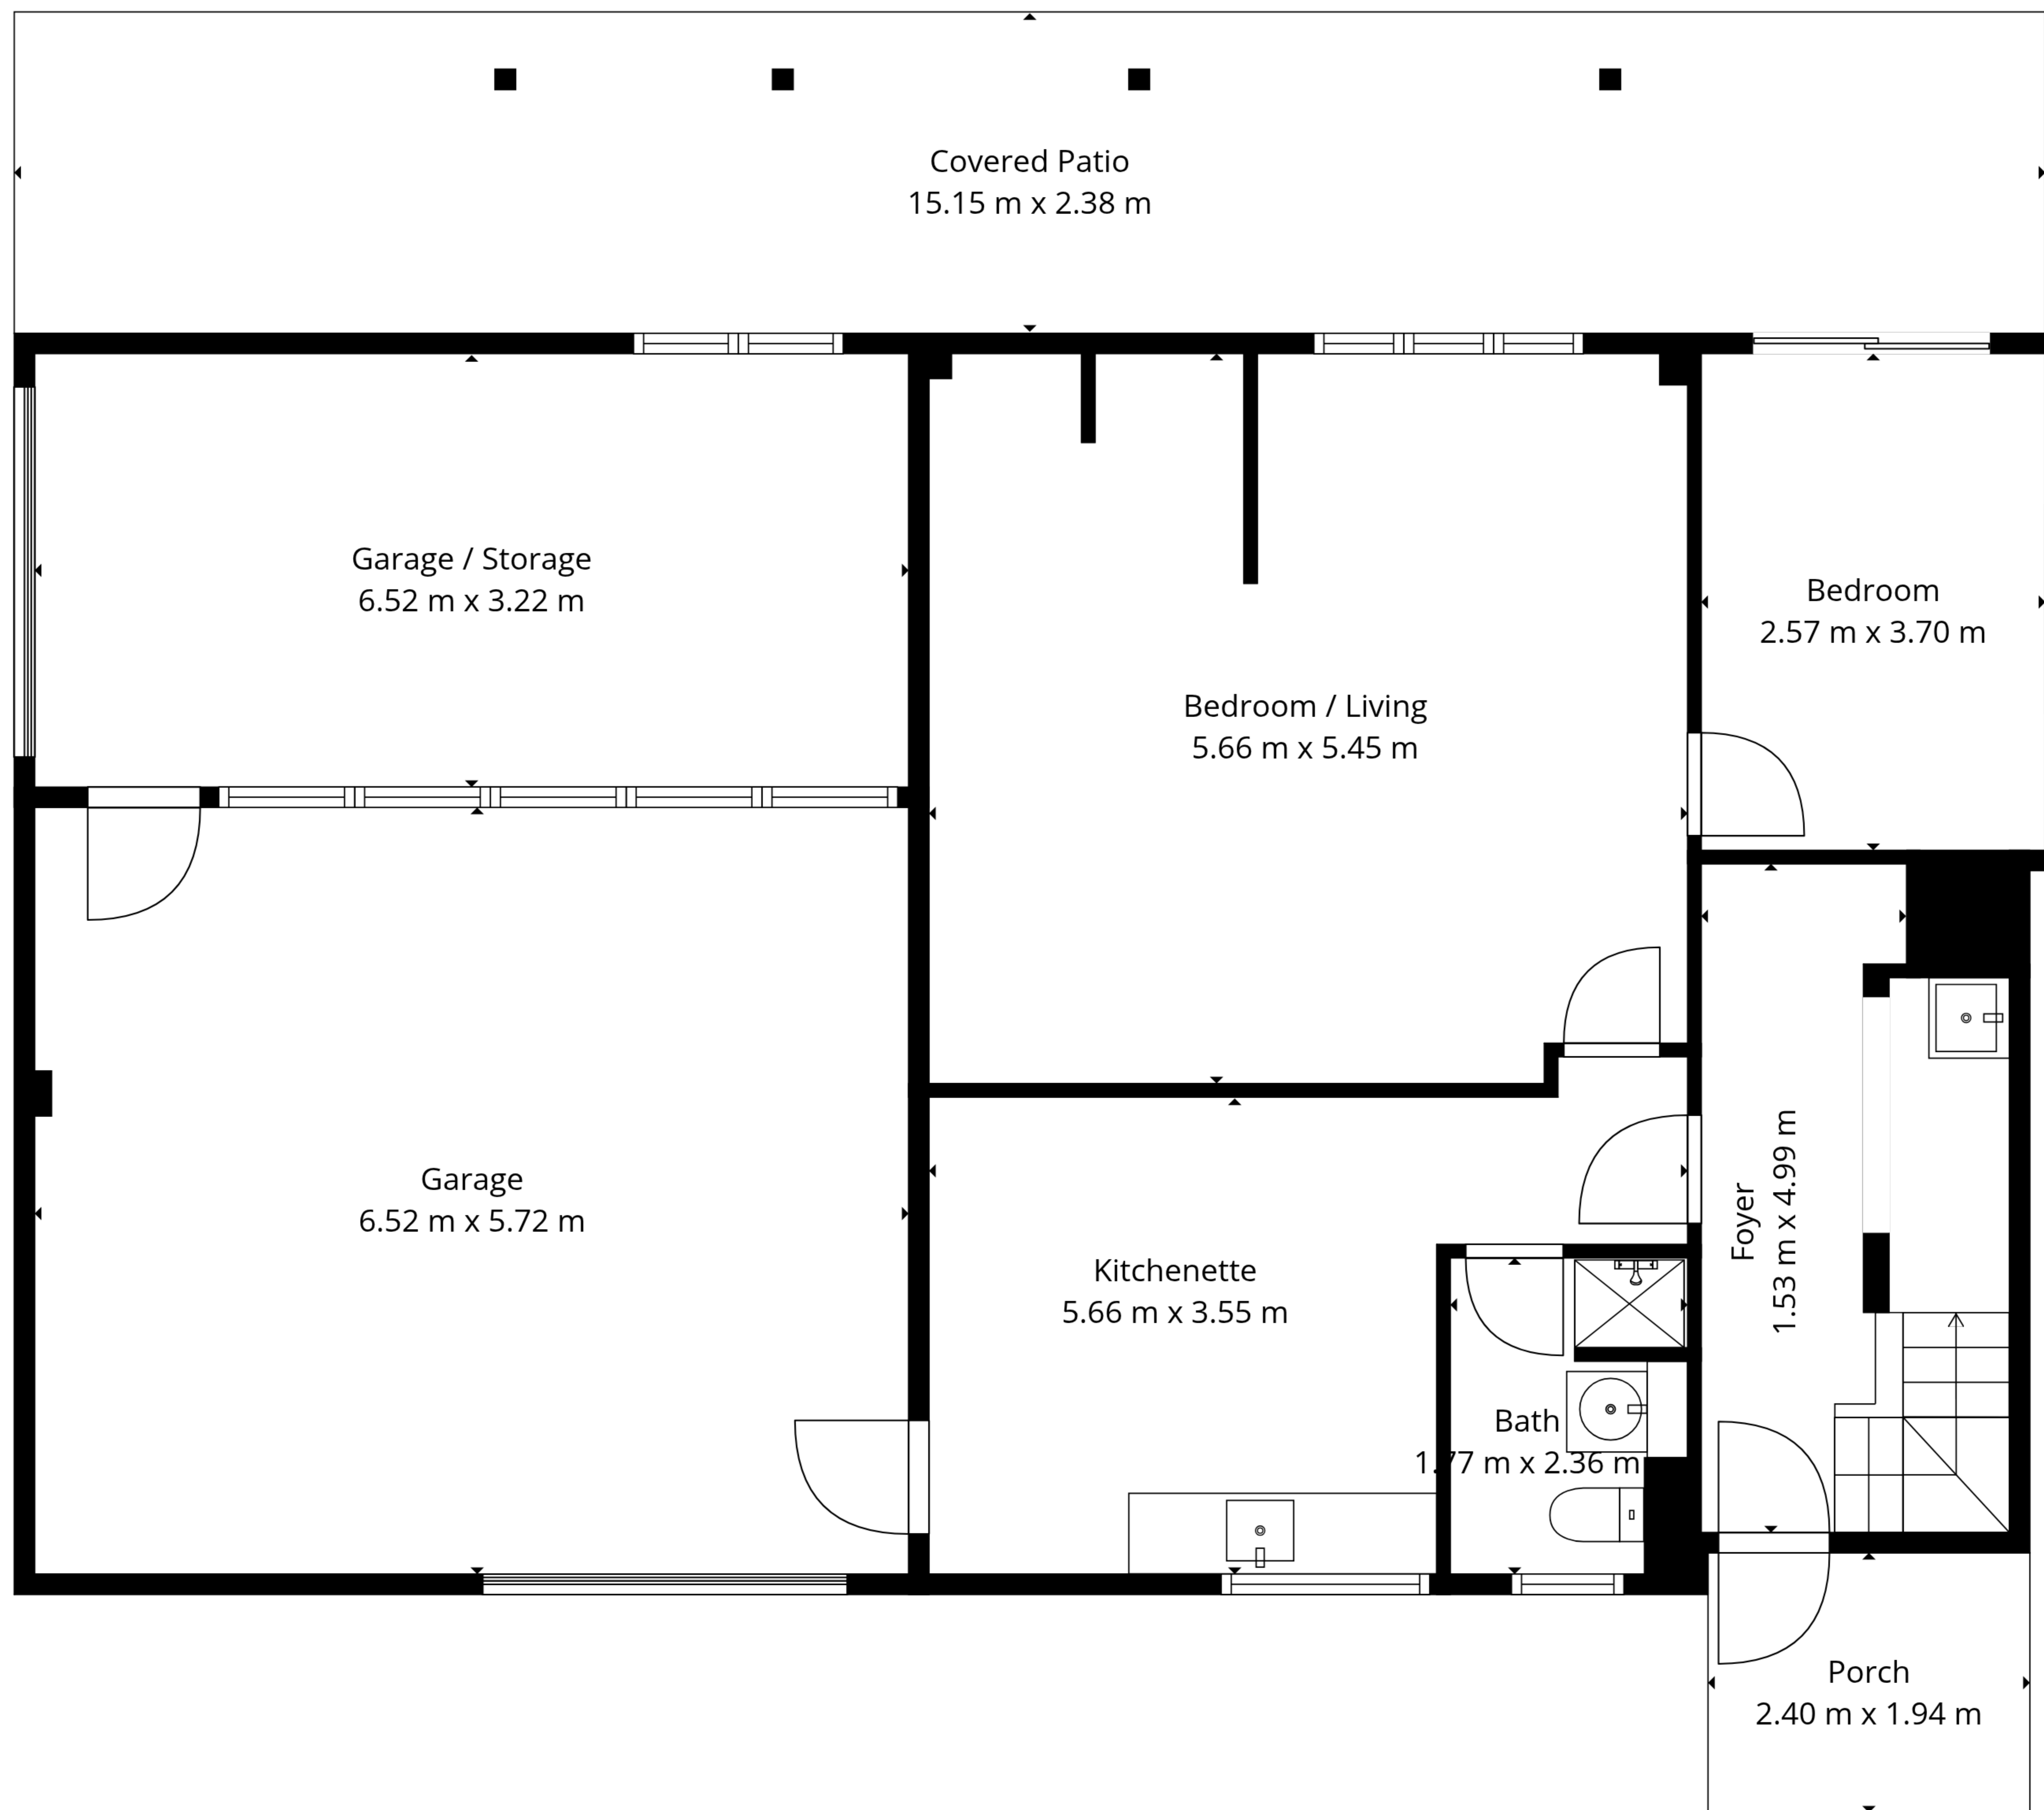 Covered Patio
15.15 m x 2.38 m
Garage / Storage
6.52 m x 3.22 m
Bedroom
2.57 m x 3.70 m
Bedroom / Living
5.66 m x 5.45 m
Garage
6.52 m x 5.72 m
Foyer
1.53 m x 4.99 m
Kitchenette
5.66 m x 3.55 m
Bath
1.77 m x 2.36 m
Porch
2.40 m x 1.94 m